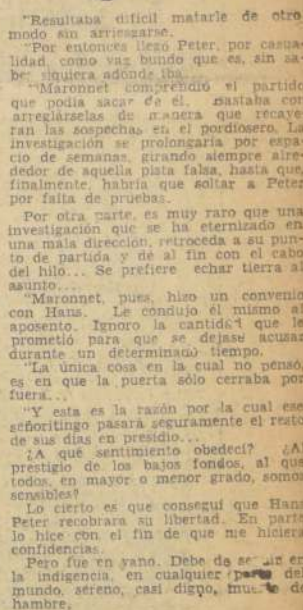 "Resultaba difícil matarle de otro
modo sin arriesgarse.
"Por entonces llegó Peter, por casua
lidad, como vag bundo que es, sin sa
be: siquiera adónde iba.
"Maronnet comprendió el partido
que podía sacar de él. Bastaba con
arreglárselas de manera que recaye-
ran las sospechas en el pordiosero. La
investigación se prolongaría por espa-
cio de semanas, girando siempre alre-
dedor de aquella pista falsa, hasta que,
finalmente, habría que soltar a Peter
por falta de pruebas.
Por otra parte, es muy raro que una
investigación que se ha eternizado en
una mala dirección, retroceda a su pun-
to de partida y dé al fin con el cabo
del hilo... Se prefiere echar tierra al
asunto....
"Maronnet, pues, hizo un convenio
con Hans. Le condujo él mismo al
aposento. Ignoro la cantidad que le
prometió para que se dejase acusar
durante un determinado tiempo.
"La única cosa en la cual no pensó,
es en que la puerta sólo cerraba por
fuera...
"Y esta es la razón por la cual ese
señoritingo pasará seguramente el resto
de sus días en presidio...
¿A qué sentimiento obedecí? ¿Al
prestigio de los bajos fondos, al que
todos, en mayor o menor grado, somos
sensibles?
Lo cierto es que conseguí que Hans
Peter recobrara su libertad. En parte
lo hice con el fin de que me hiciera
confidencias.
Pero fue en vano. Debe de en
la indigencia, en cualquier parte del
mundo, sereno, casi digno, de
hambre.